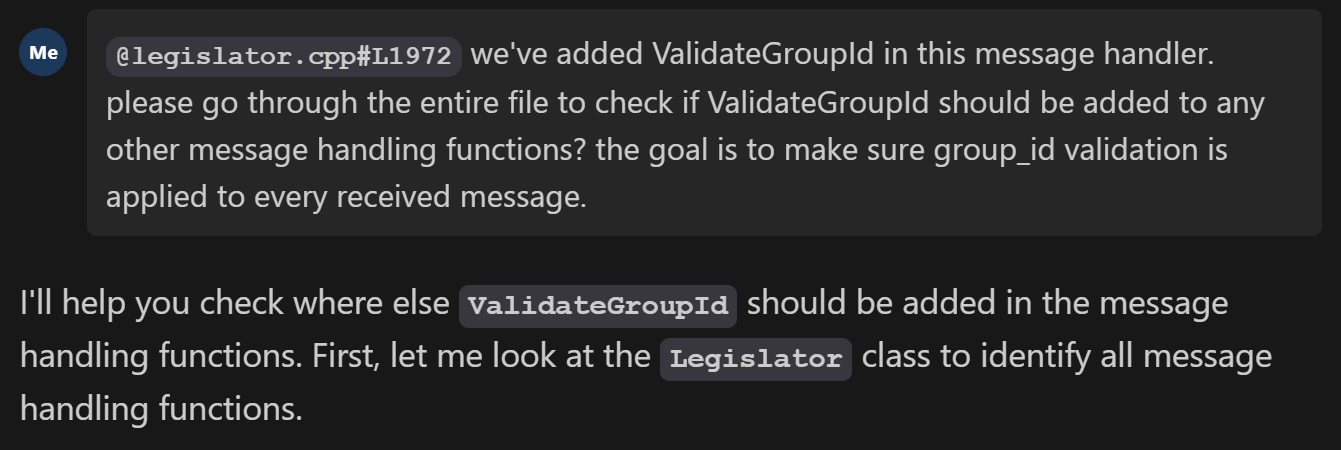 Me
@legislator.cpp#L1972 we've added ValidateGroupId in this message handler.
please go through the entire file to check if ValidateGroupId should be added to any
other message handling functions? the goal is to make sure group_id validation is
applied to every received message.
I'll help you check where else ValidateGroupId should be added in the message
handling functions. First, let me look at the Legislator class to identify all message
handling functions.